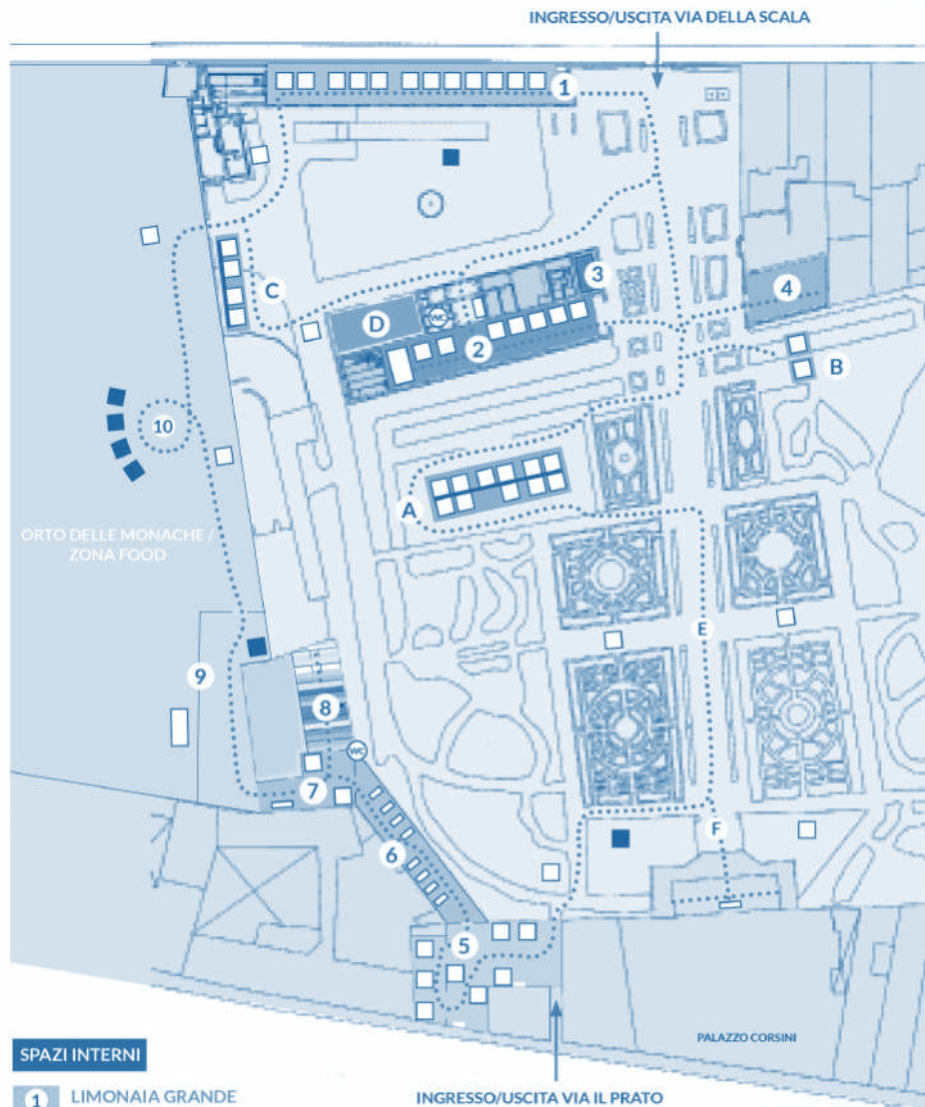 INGRESSO/USCITA VIA DELLA SCALA
1
3
4
C
D
WC
2
B
10
A
ORTO DELLE MONACHE /
ZONA FOOD
E
9
8
WC
7
F
6
5
PALAZZO CORSINI
SPAZI INTERNI
1 LIMONAIA GRANDE
INGRESSO/USCITA VIA IL PRATO